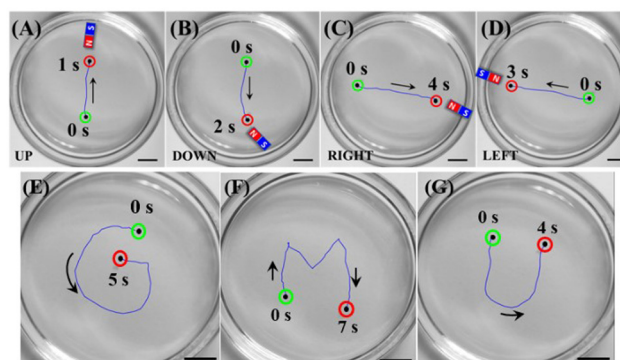 (A)
S
N
1 s
0 s
UP
(B)
0 s
2 s
N
S
DOWN
(C)
0 s
4 s
N
S
RIGHT
(D)
S N
3 s
0 s
LEFT
(E)
0 s
5 s
(F)
0 s
7 s
(G)
0 s
4 s